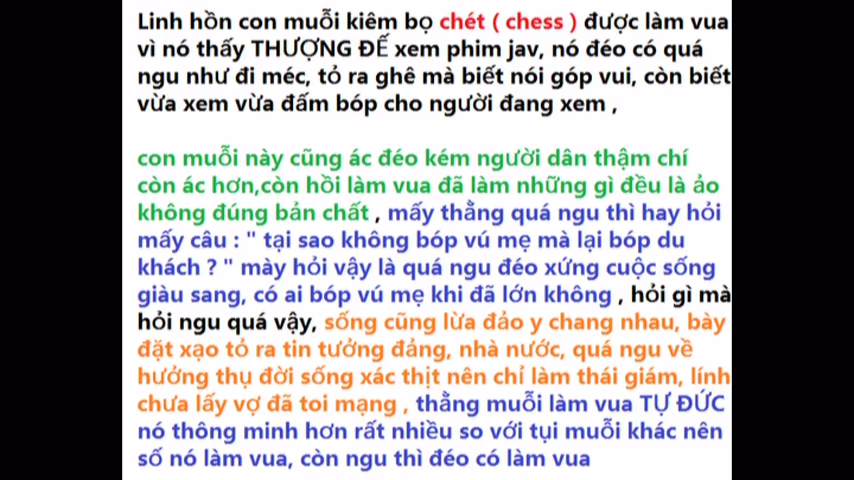 Linh hồn con muỗi kiêm bọ chét ( chess ) được làm vua
vì nó thấy THƯỢNG ĐẾ xem phim jav, nó đéo có quá
ngu như đi méc, tỏ ra ghê mà biết nói góp vui, còn biết
vừa xem vừa đấm bóp cho người đang xem ,
con muỗi này cũng ác đéo kém người dân thậm chí
còn ác hơn,còn hồi làm vua đã làm những gì đều là ảo
không đúng bản chất , mấy thằng quá ngu thì hay hỏi
mấy câu : " tại sao không bóp vú mẹ mà lại bóp du
khách ? " mày hỏi vậy là quá ngu đéo xứng cuộc sống
giàu sang, có ai bóp vú mẹ khi đã lớn không , hỏi gì mà
hỏi ngu quá vậy, sống cũng lừa đảo y chang nhau, bày
đặt xạo tỏ ra tin tưởng đảng, nhà nước, quá ngu về
hưởng thụ đời sống xác thịt nên chỉ làm thái giám, lính
chưa lấy vợ đã toi mạng , thằng muỗi làm vua TỰ ĐỨC
nó thông minh hơn rất nhiều so với tụi muỗi khác nên
số nó làm vua, còn ngu thì đéo có làm vua